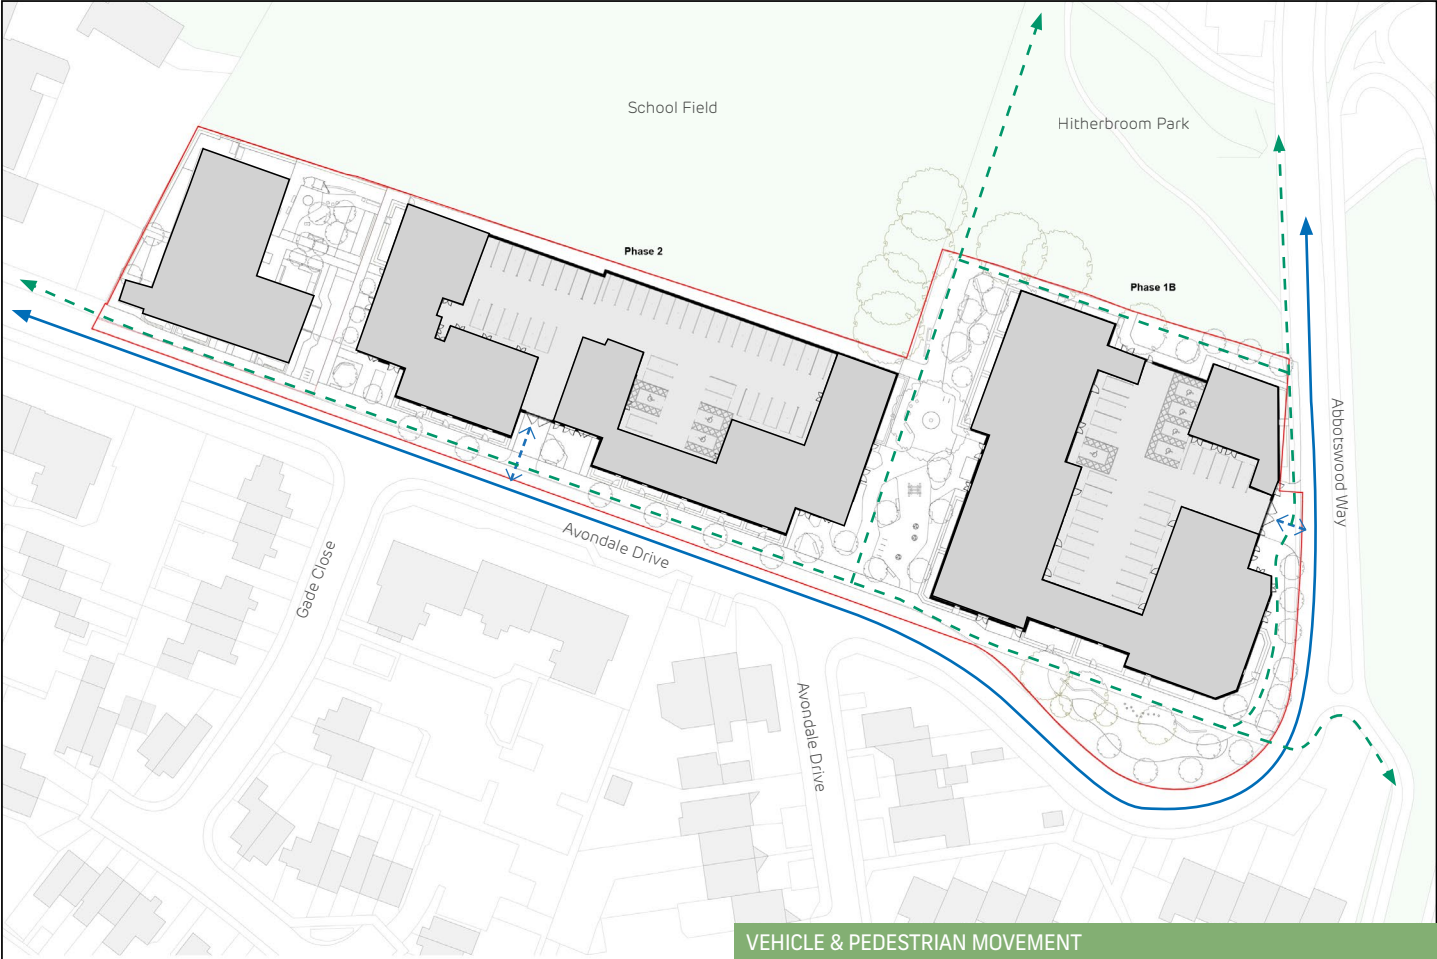 School Field
Hitherbroom Park
Phase 2
Phase 1B
Abbotswood Way
Avondale Drive
Gade Close
Avondale Drive
VEHICLE & PEDESTRIAN MOVEMENT